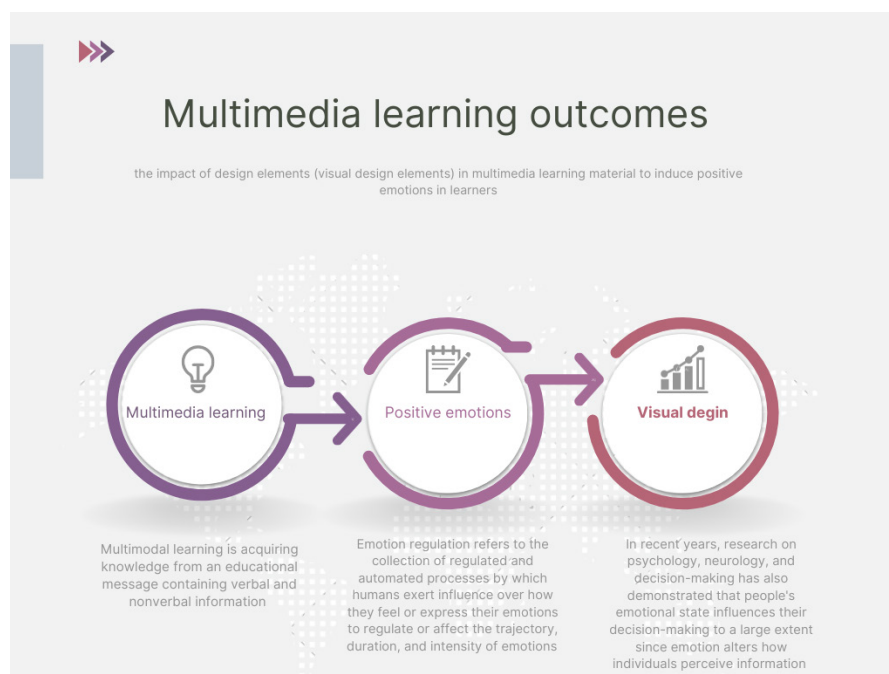 Multimedia learning outcomes
the impact of design elements (visual design elements) in multimedia learning material to induce positive
emotions in learners
Multimedia learning
Positive emotions
Visual degin
Multimodal learning is acquiring
knowledge from an educational
message containing verbal and
nonverbal information
Emotion regulation refers to the
collection of regulated and
automated processes by which
humans exert influence over how
they feel or express their emotions
to regulate or affect the trajectory,
duration, and intensity of emotions
In recent years, research on
psychology, neurology, and
decision-making has also
demonstrated that people's
emotional state influences their
decision-making to a large extent
since emotion alters how
individuals perceive information